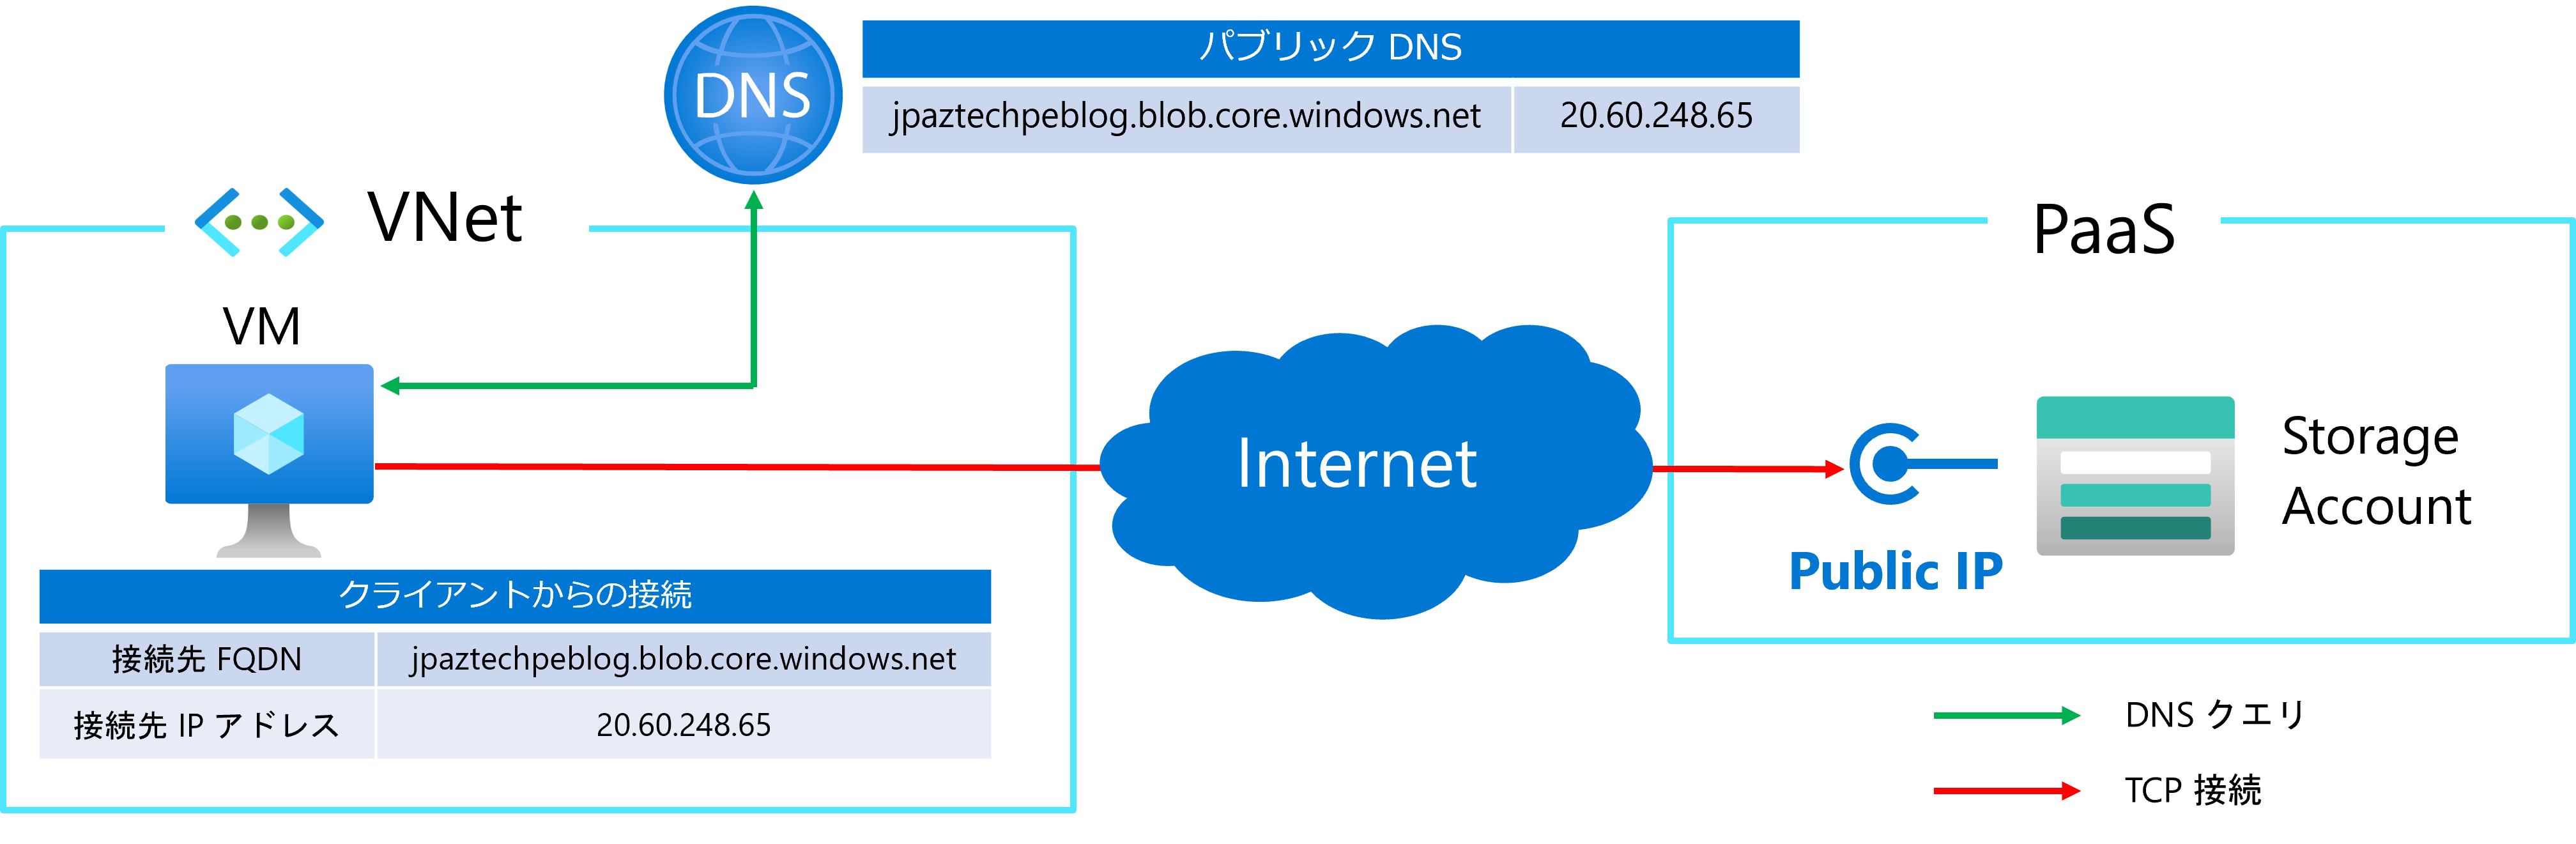 DNS
パブリック DNS
jpaztechpeblog.blob.core.windows.net 20.60.248.65
VNet
PaaS
VM
Internet
Storage
Account
Public IP
クライアントからの接続
接続先 FQDN jpaztechpeblog.blob.core.windows.net
接続先 IP アドレス 20.60.248.65
DNS クエリ
TCP 接続